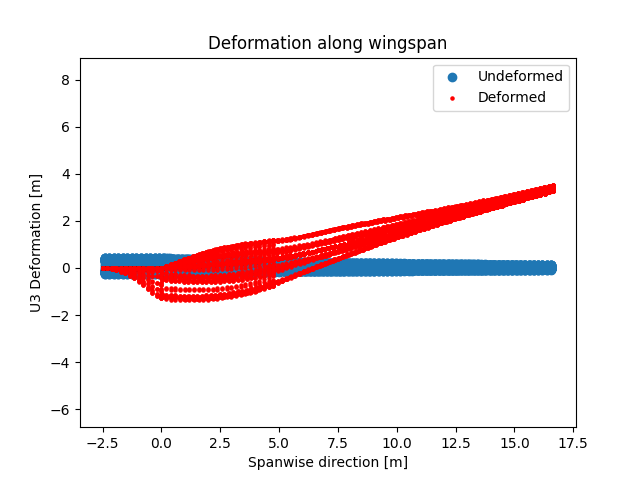 Deformation along wingspan
Undeformed
Deformed
8
6
4
2
0
−2
−4
−6
U3 Deformation [m]
−2.5 0.0 2.5 5.0 7.5 10.0 12.5 15.0 17.5
Spanwise direction [m]